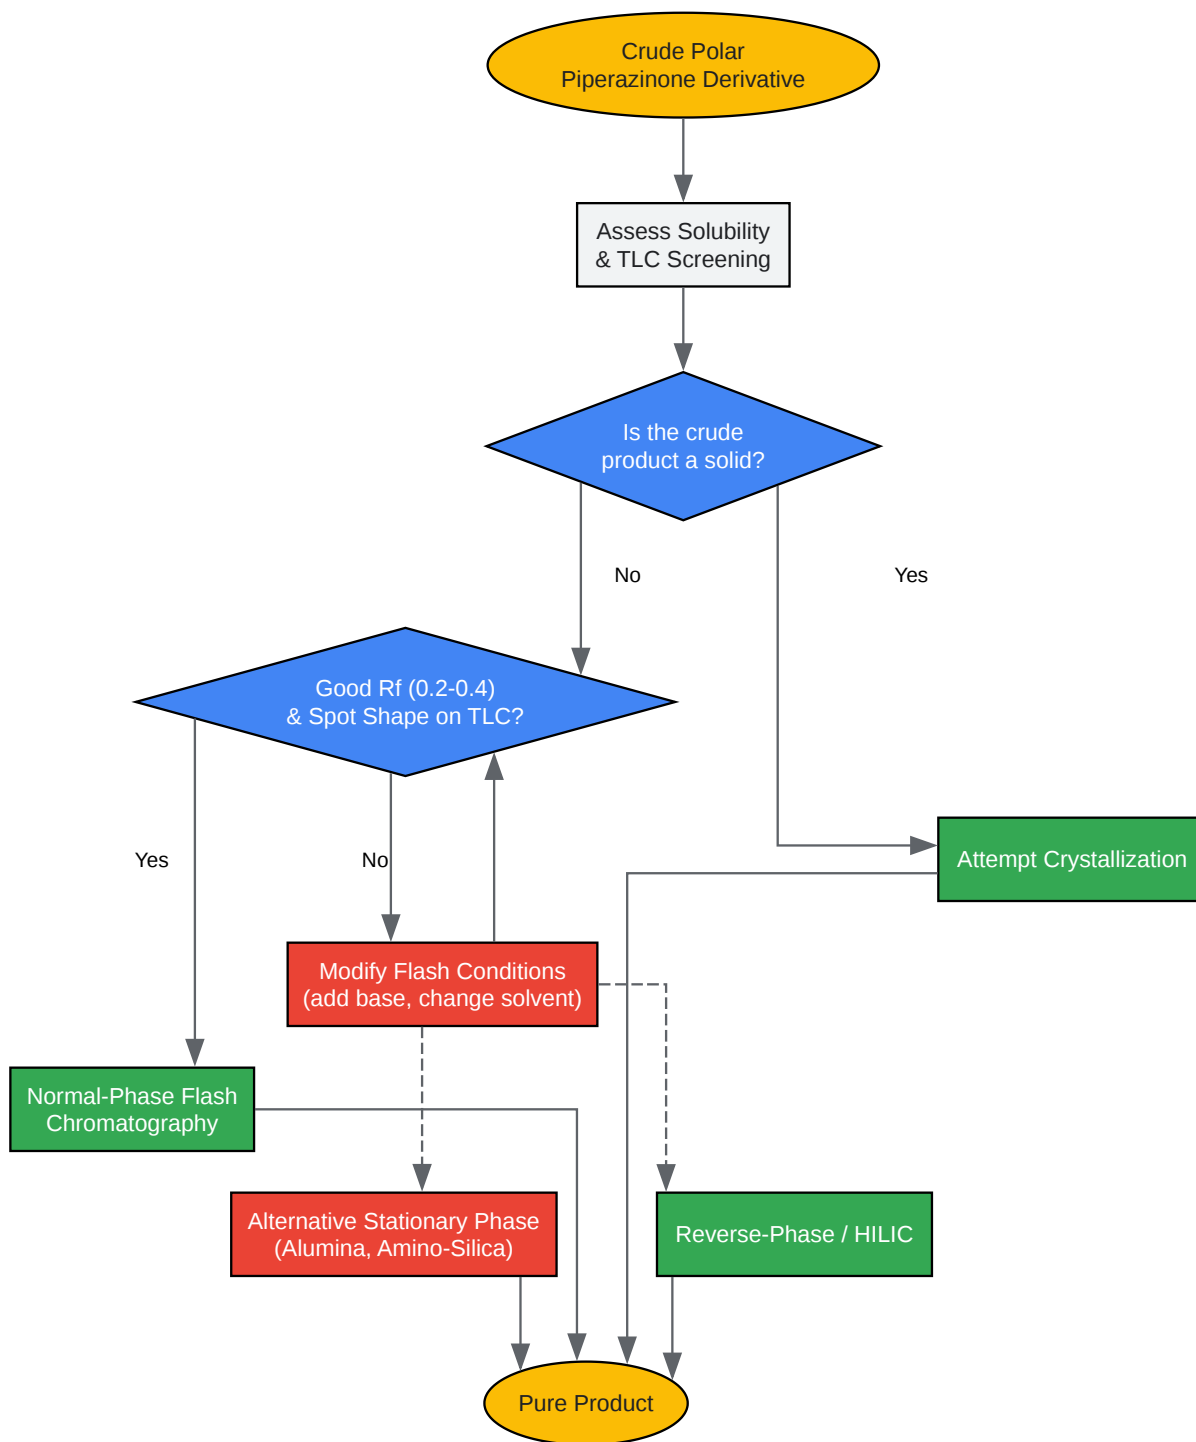 Crude Polar
Piperazinone Derivative
Assess Solubility
& TLC Screening
Is the crude
product a solid?
No
Yes
Good Rf (0.2-0.4)
& Spot Shape on TLC?
Yes
No
Attempt Crystallization
Modify Flash Conditions
(add base, change solvent)
Normal-Phase Flash
Chromatography
Alternative Stationary Phase
(Alumina, Amino-Silica)
Reverse-Phase / HILIC
Pure Product